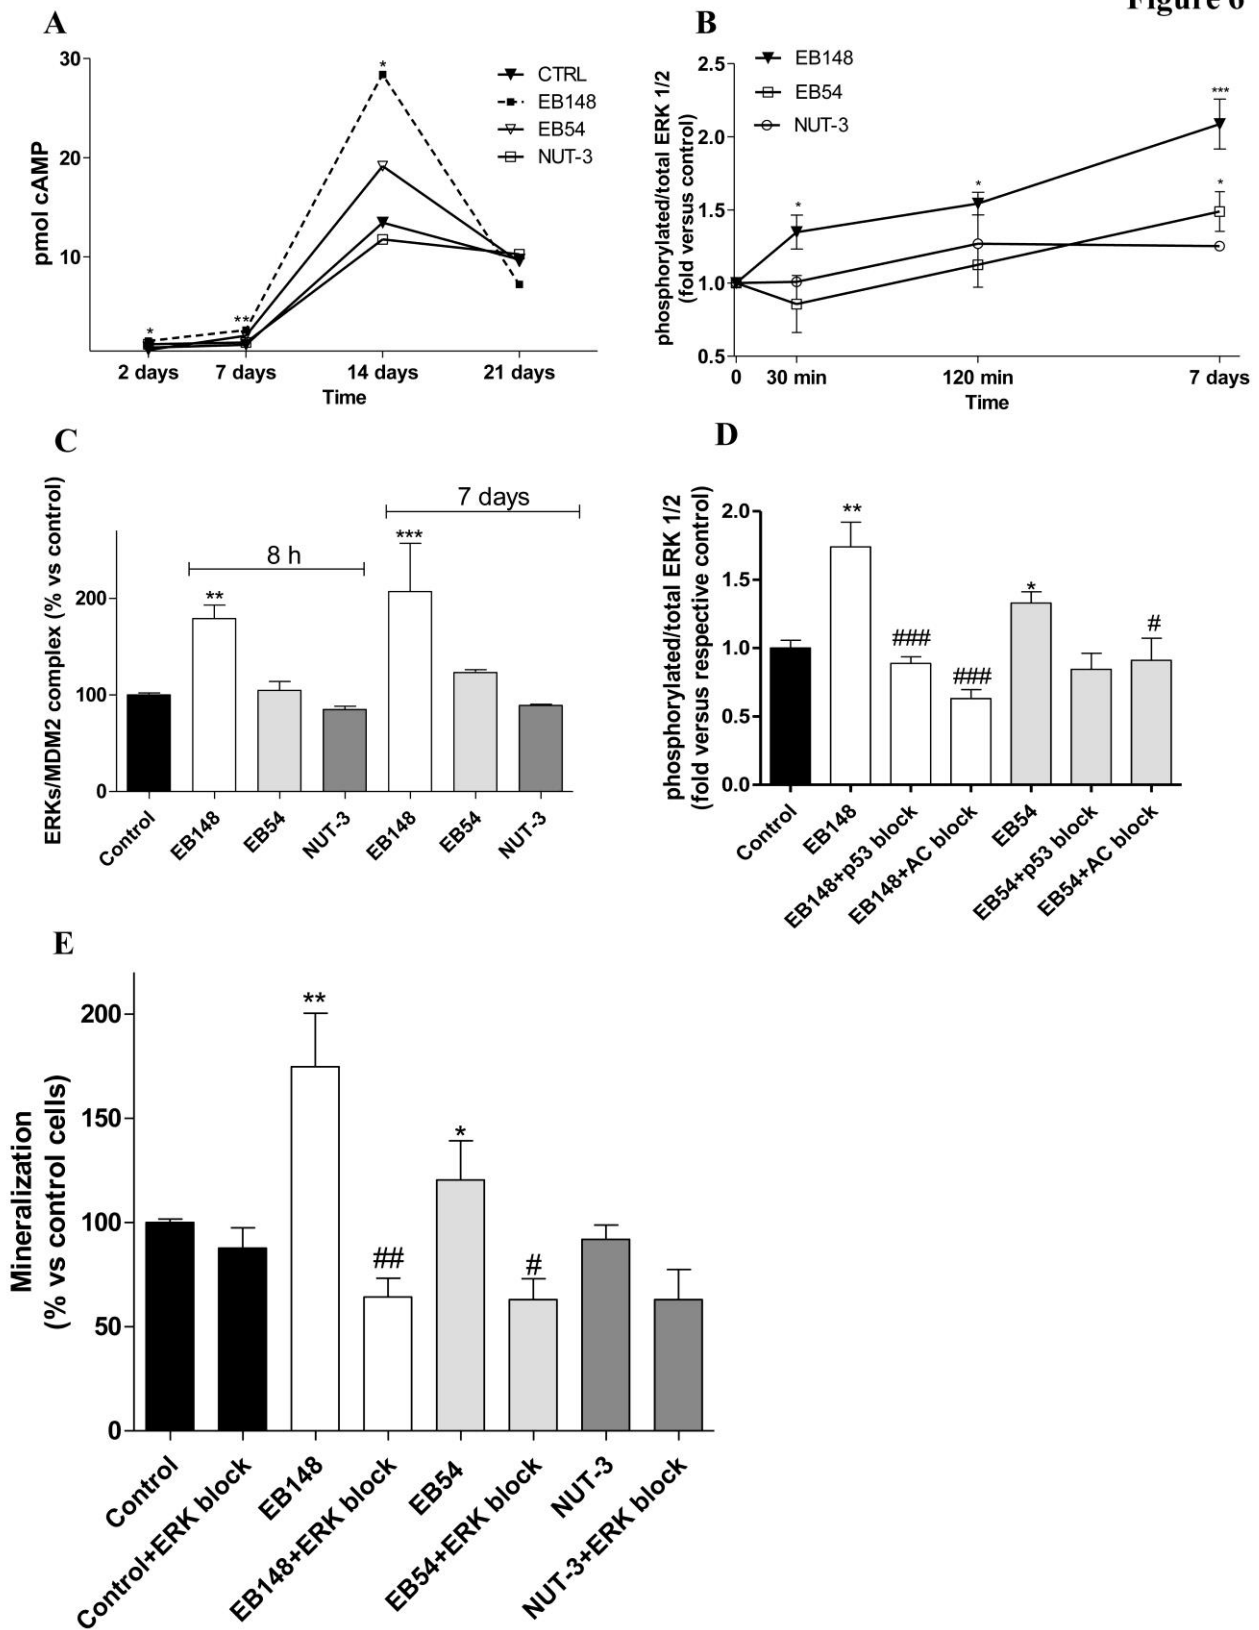 Figure 6
A
B
30
20
10
pmol cAMP
*
**
*
CTRL
EB148
EB54
NUT-3
2 days 7 days 14 days 21 days
Time
phosphorylated/total ERK 1/2
(fold versus control)
2.5
2.0
1.5
1.0
0.5
EB148
EB54
NUT-3
*
*
***
*
0 30 min 120 min 7 days
Time
C
D
ERKs/MDM2 complex (% vs control)
200
100
0
8 h
7 days
**
***
Control
EB148
EB54
NUT-3
EB148
EB54
NUT-3
phosphorylated/total ERK 1/2
(fold versus respective control)
2.0
1.5
1.0
0.5
0.0
**
###
###
*
#
Control
EB148
EB148+p53 block
EB148+AC block
EB54
EB54+p53 block
EB54+AC block
E
Mineralization
(% vs control cells)
200
150
100
50
0
**
##
*
#
Control
Control+ERK block
EB148
EB148+ERK block
EB54
EB54+ERK block
NUT-3
NUT-3+ERK block